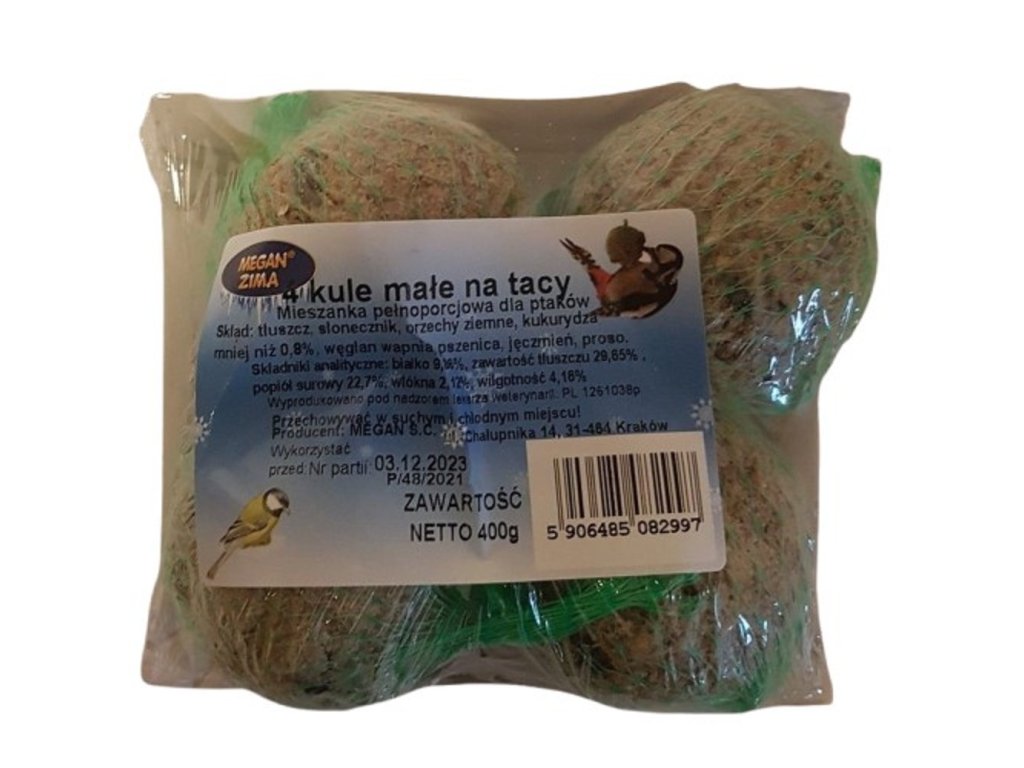 MEGAN®
ZIMA
4 kule małe na tacy
Mieszanka pełnoporcjowa dla ptaków
Skład: tłuszcz, słonecznik, orzechy ziemne, kukurydza
mniej niż 0,8%, węglan wapnia pszenica, jęczmień, proso.
Składniki analityczne: białko 9,16%, zawartość tłuszczu 29,65%,
popiół surowy 22,7%, włókna 2,12%, wilgotność 4,16%
Wyprodukowano pod nadzorem lekarza weterynarii: PL 1261038p
Przechowywać w suchym i chłodnym miejscu!
Producent: MEGAN S.C. Chałupnika 14, 31-464 Kraków
Wykorzystać
przed: Nr partii: 03.12.2023
P/48/2021
ZAWARTOŚĆ
NETTO 400g
5 906485 082997